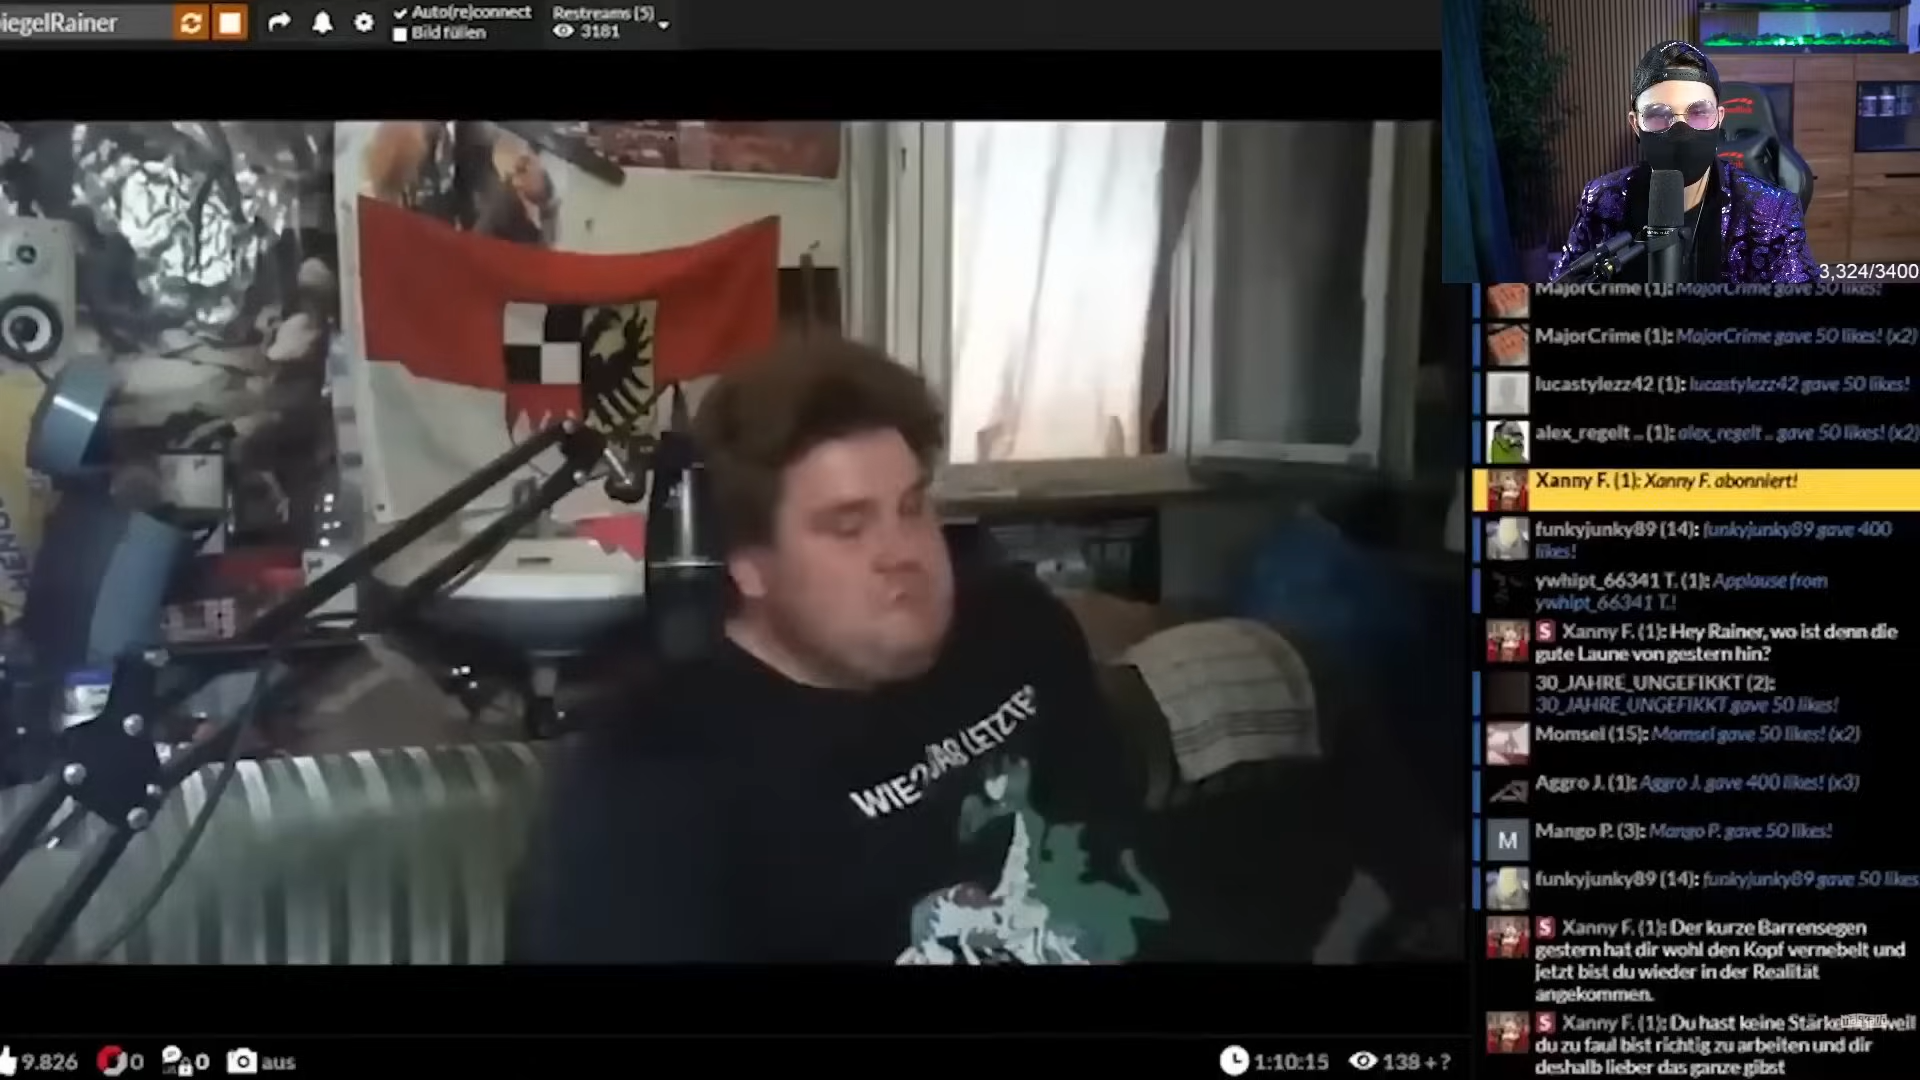 iegelRainer
Auto(re)connect
Bild füllen
Restreams (5)
3181
3,324/3400
MajorCrime (1): MajorCrime gave 50 likes!
MajorCrime (1): MajorCrime gave 50 likes! (x2)
lucastylezz42 (1): lucastylezz42 gave 50 likes!
alex_regelt .. (1): alex_regelt .. gave 50 likes! (x2)
Xanny F. (1): Xanny F. abonniert!
funkyjunky89 (14): funkyjunky89 gave 400
likes!
ywhipt_66341 T. (1): Applause from
ywhipt_66341 T.!
S Xanny F. (1): Hey Rainer, wo ist denn die
gute Laune von gestern hin?
30_JAHRE_UNGEFIKKT (2):
30_JAHRE_UNGEFIKKT gave 50 likes!
Momsel (15): Momsel gave 50 likes! (x2)
Aggro J. (1): Aggro J. gave 400 likes! (x3)
M
Mango P. (3): Mango P. gave 50 likes!
funkyjunky89 (14): funkyjunky89 gave 50 likes
S Xanny F. (1): Der kurze Barrensegen
gestern hat dir wohl den Kopf vernebelt und
jetzt bist du wieder in der Realität
angekommen.
S Xanny F. (1): Du hast keine Stärke weil
du zu faul bist richtig zu arbeiten und dir
deshalb lieber das ganze gibst
LETZTE
9.826
0
0
aus
1:10:15
138+?